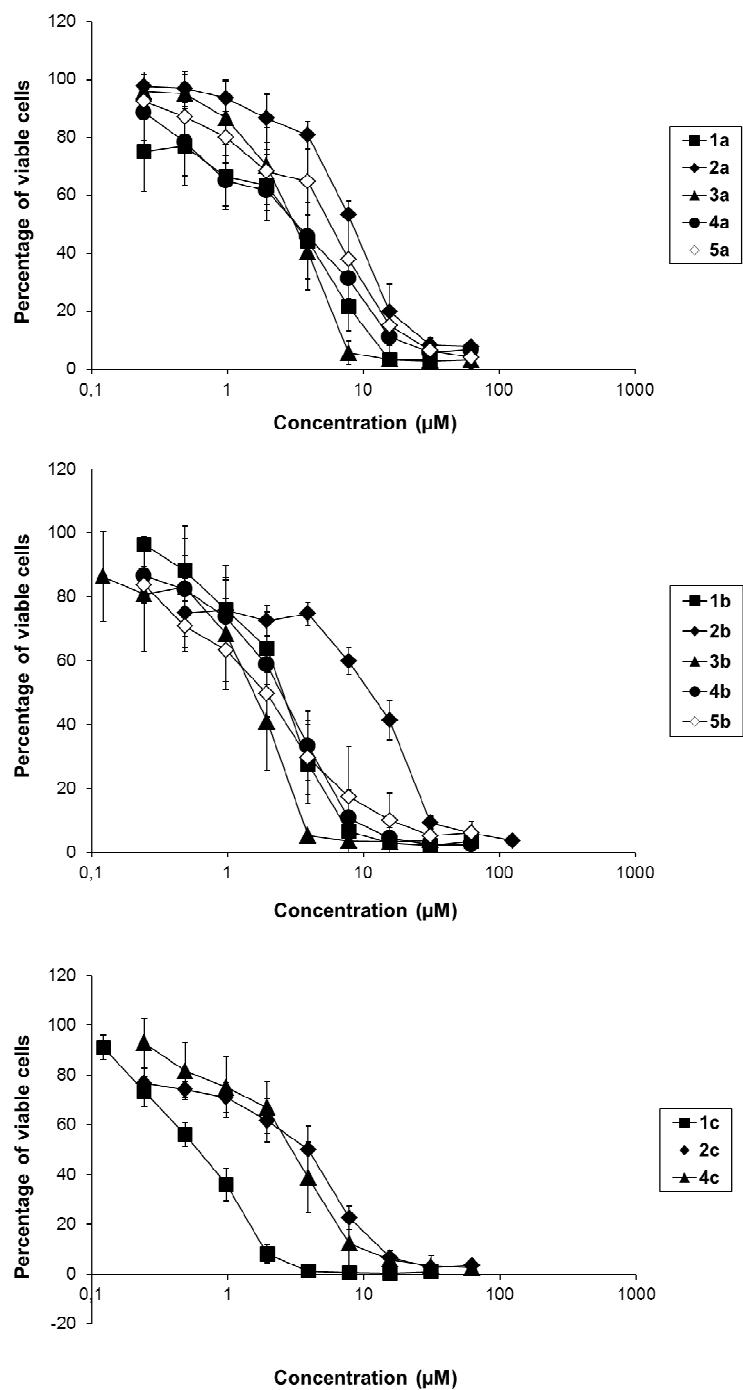 120
100
80
60
40
20
0
Percentage of viable cells
0,1 1 10 100 1000
Concentration (µM)
1a
2a
3a
4a
5a
120
100
80
60
40
20
0
Percentage of viable cells
0,1 1 10 100 1000
Concentration (µM)
1b
2b
3b
4b
5b
120
100
80
60
40
20
0
-20
Percentage of viable cells
0,1 1 10 100 1000
Concentration (µM)
1c
2c
4c